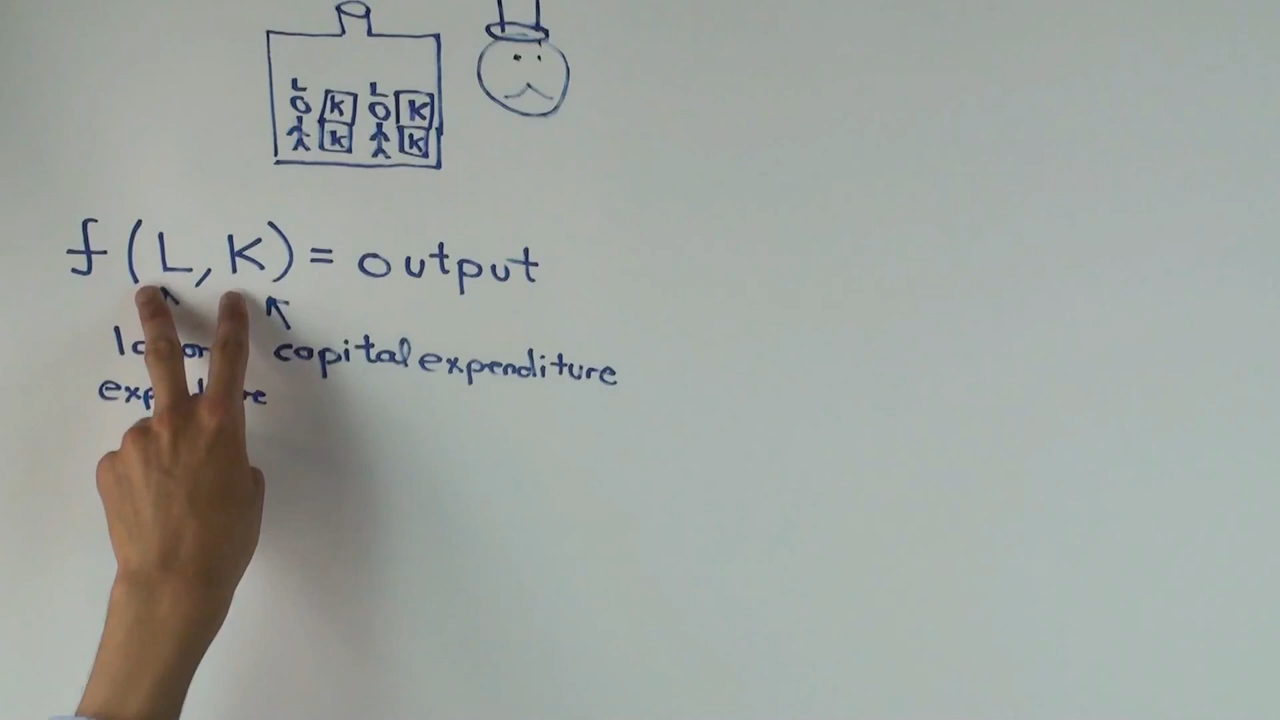 L L
K K
K K
f(L,K) = output
capital expenditure